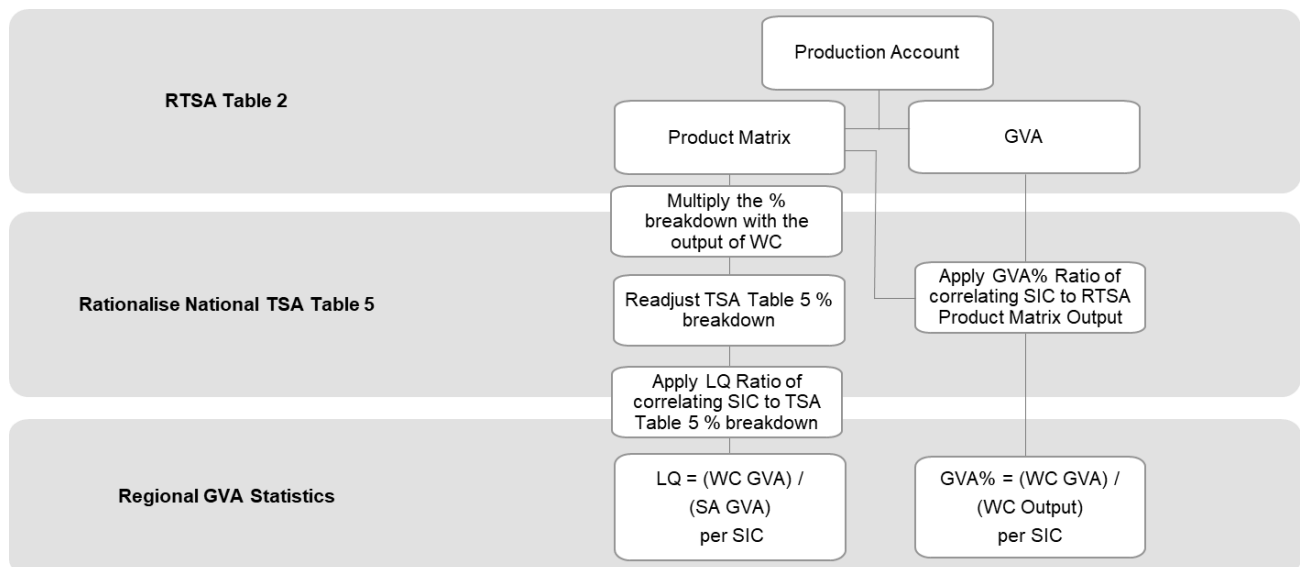 Production Account
RTSA Table 2
Product Matrix
GVA
Multiply the %
breakdown with the
output of WC
Rationalise National TSA Table 5
Readjust TSA Table 5 %
breakdown
Apply GVA% Ratio of
correlating SIC to RTSA
Product Matrix Output
Apply LQ Ratio of
correlating SIC to TSA
Table 5 % breakdown
Regional GVA Statistics
LQ = (WC GVA) /
(SA GVA)
per SIC
GVA% = (WC GVA) /
(WC Output)
per SIC